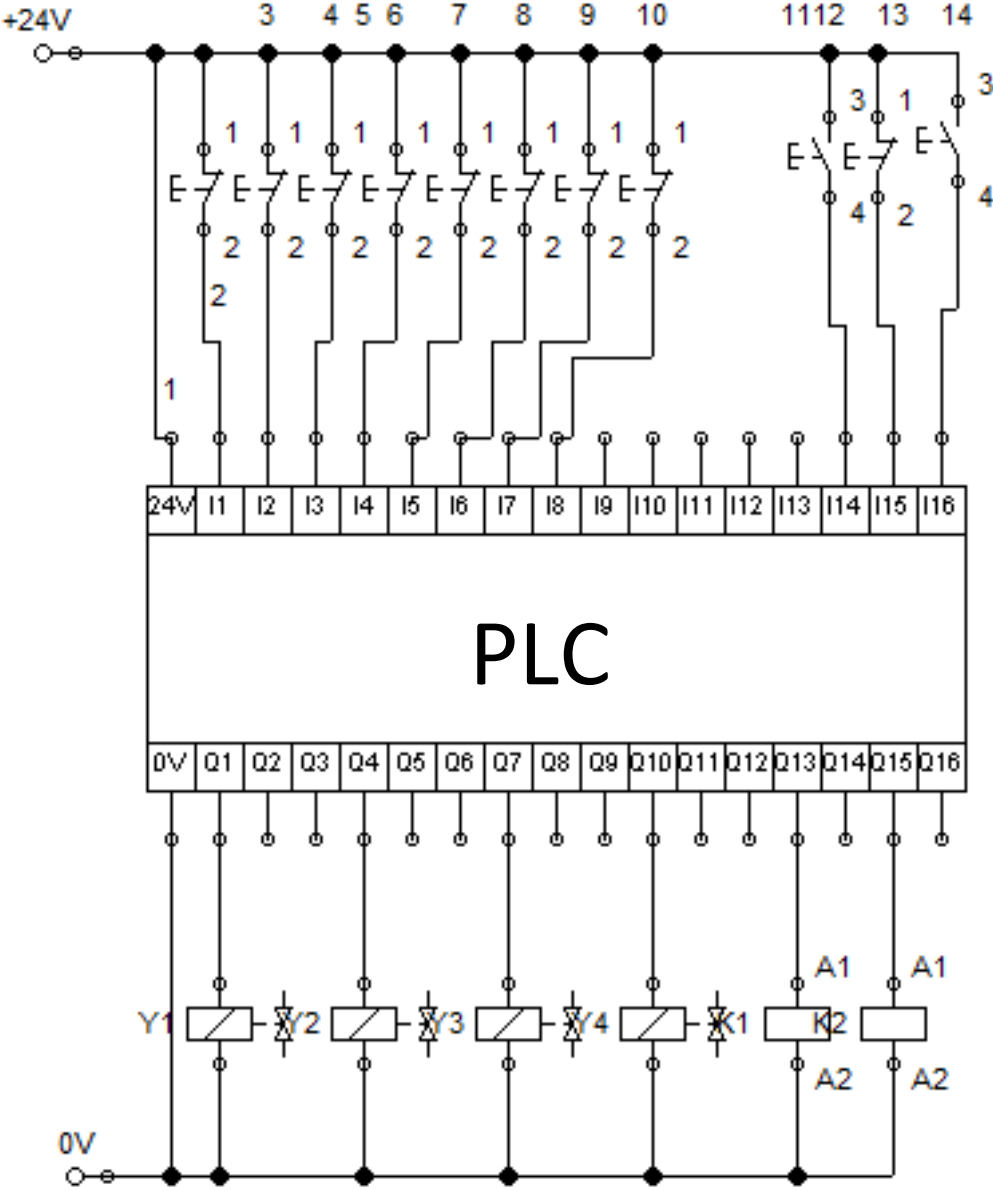 +24V 3 4 5 6 7 8 9 10 1112 13 14
3
3 1
1 1 1 1 1 1 1 1
4
4 2
2 2 2 2 2 2 2 2
2
1
24V I1 I2 I3 I4 I5 I6 I7 I8 I9 I10 I11 I12 I13 I14 I15 I16
PLC
0V Q1 Q2 Q3 Q4 Q5 Q6 Q7 Q8 Q9 Q10 Q11 Q12 Q13 Q14 Q15 Q16
A1 A1
Y1 Y2 Y3 Y4 K1 K2
A2 A2
0V